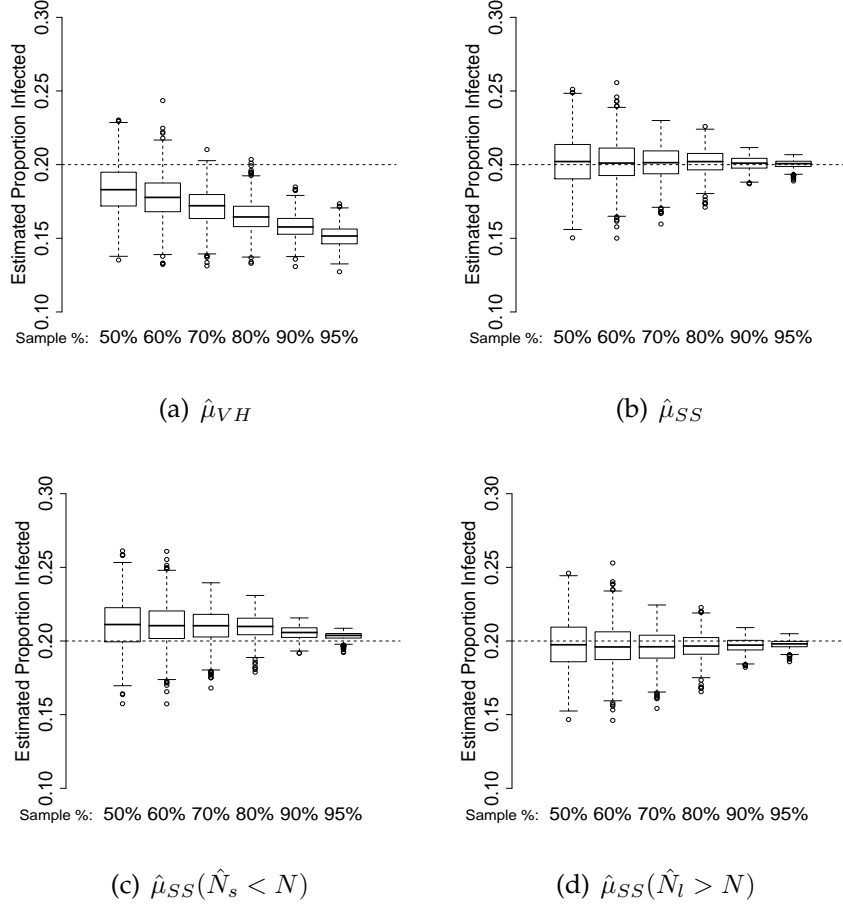 0.30
0.25
0.20
0.15
0.10
Estimated Proportion Infected
Sample %: 50% 60% 70% 80% 90% 95%
(a) μ̂_VH
0.30
0.25
0.20
0.15
0.10
Estimated Proportion Infected
Sample %: 50% 60% 70% 80% 90% 95%
(b) μ̂_SS
0.30
0.25
0.20
0.15
0.10
Estimated Proportion Infected
Sample %: 50% 60% 70% 80% 90% 95%
(c) μ̂_SS(N̂_s < N)
0.30
0.25
0.20
0.15
0.10
Estimated Proportion Infected
Sample %: 50% 60% 70% 80% 90% 95%
(d) μ̂_SS(N̂_l > N)